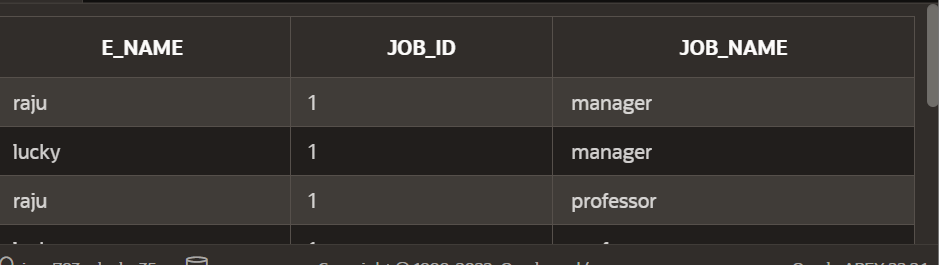 E_NAME JOB_ID JOB_NAME
raju 1 manager
lucky 1 manager
raju 1 professor